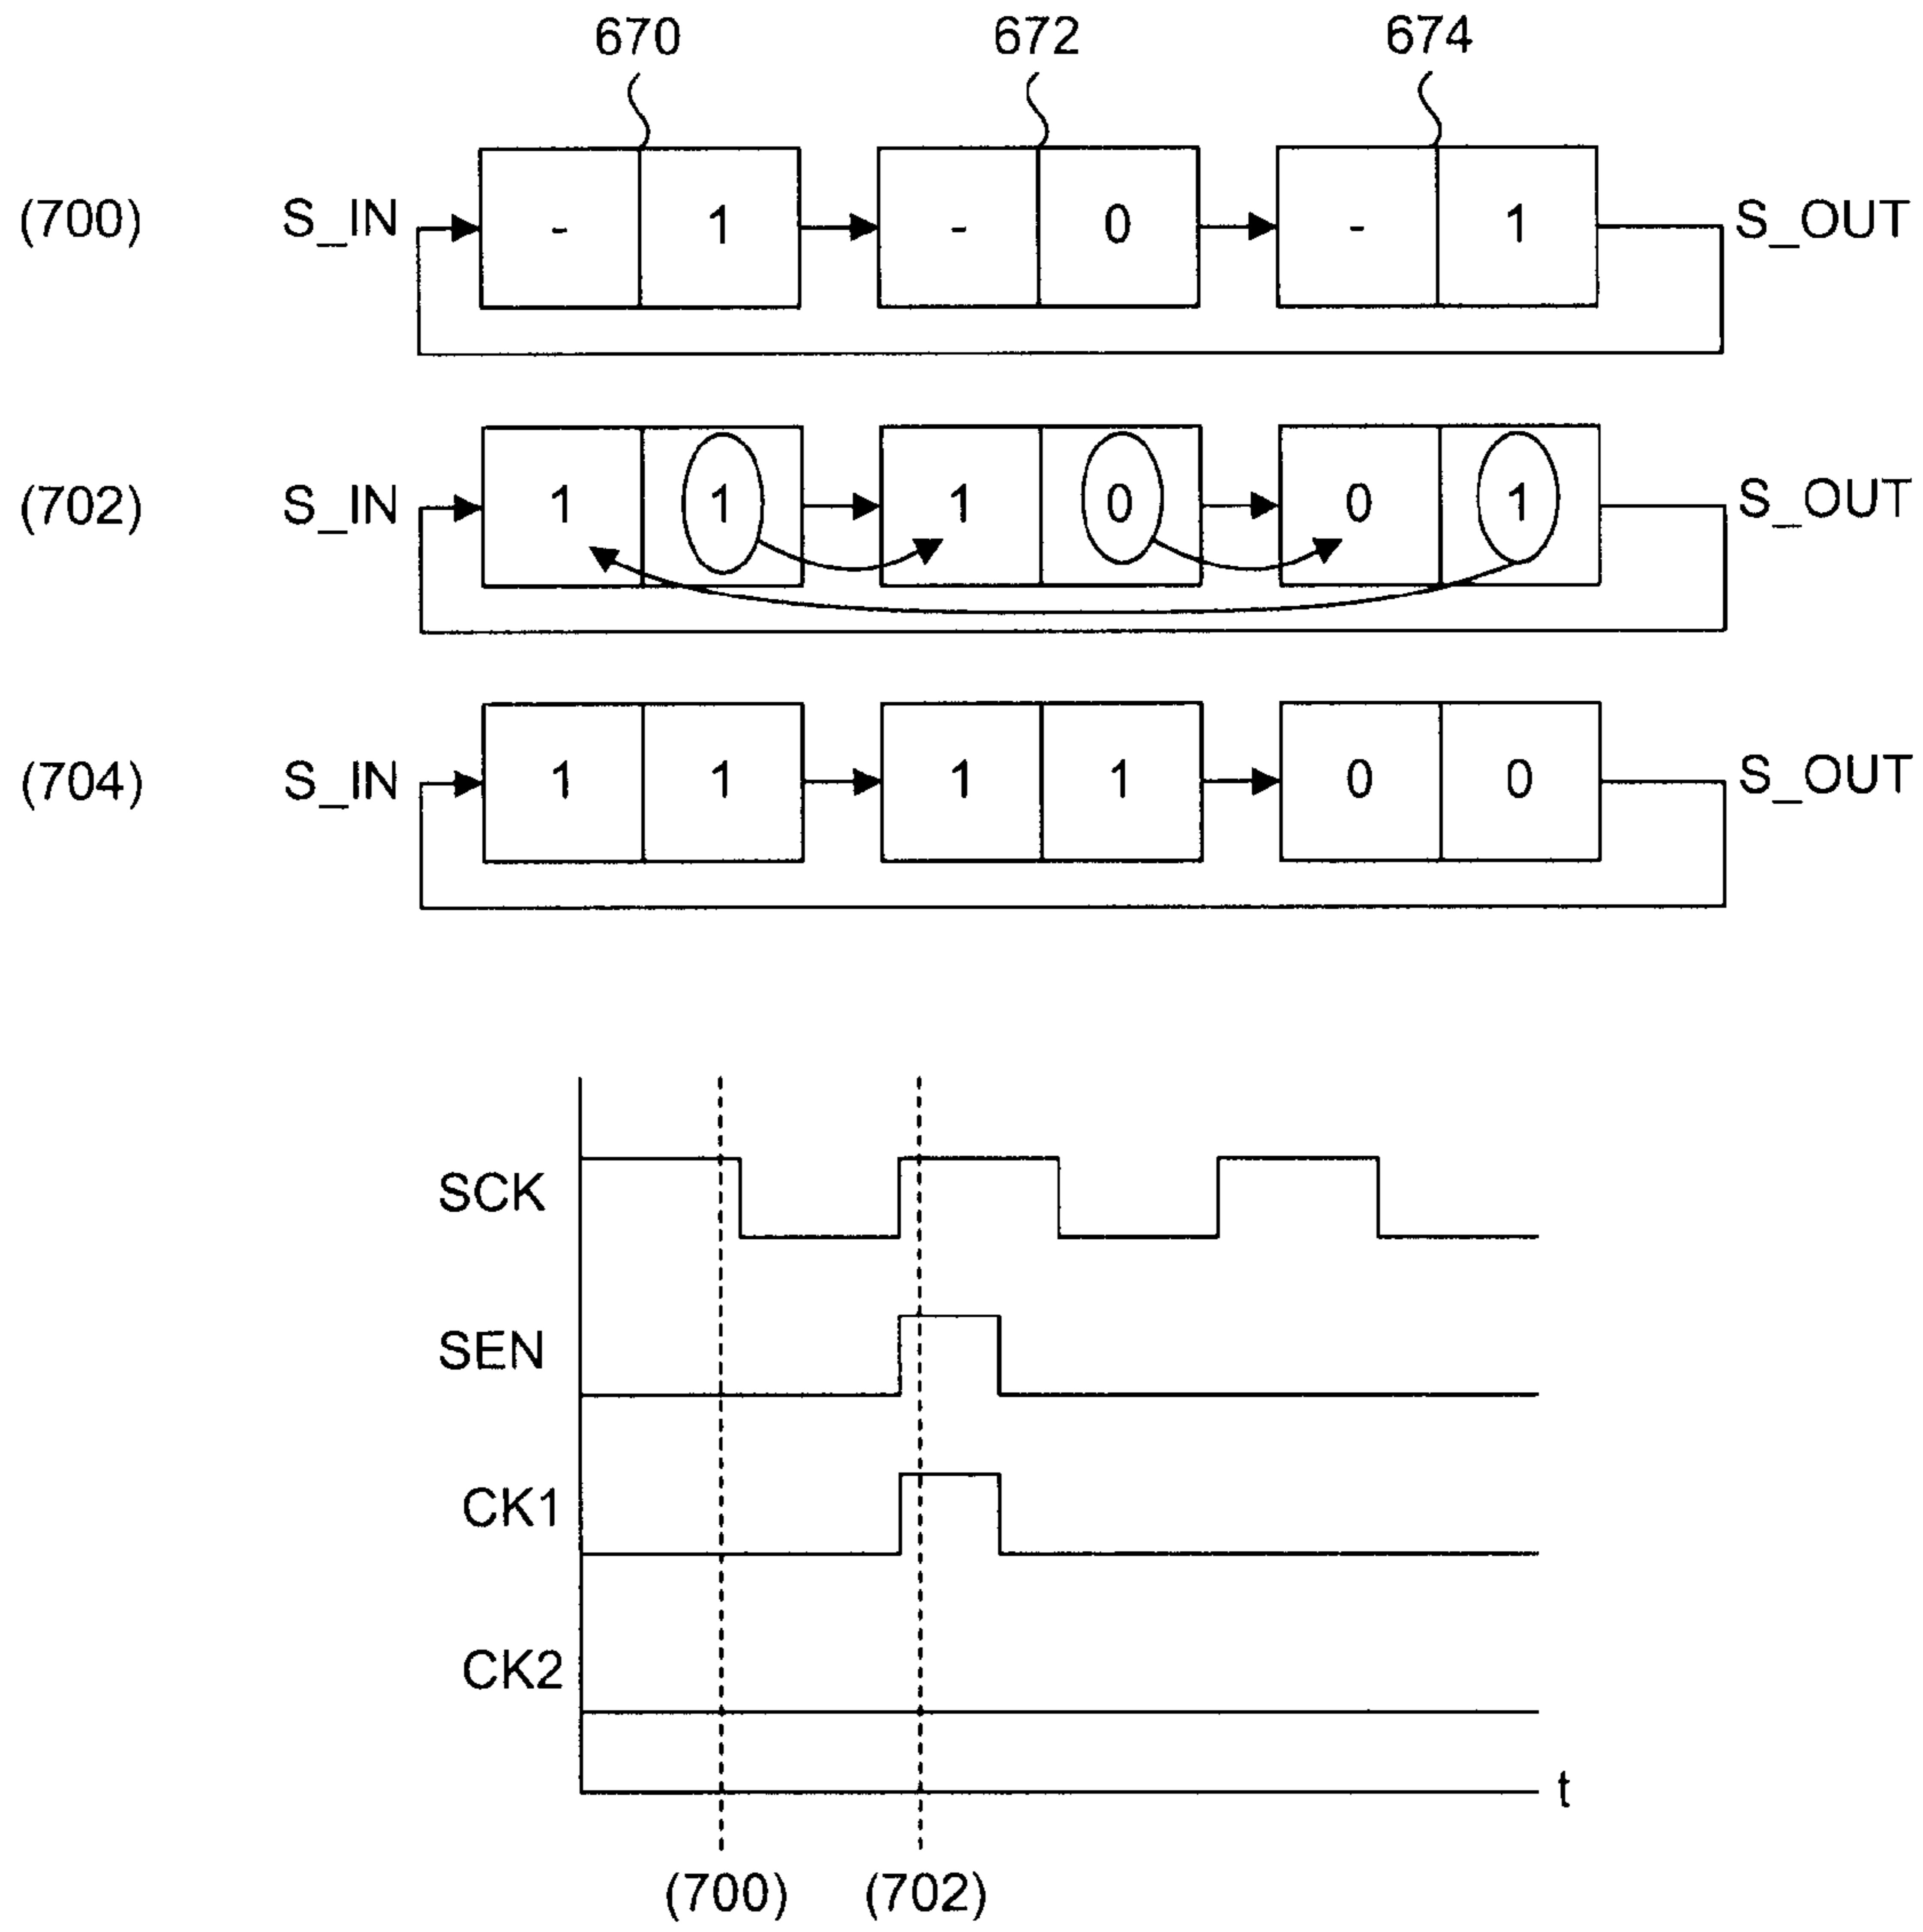 670 672 674
(700) S_IN - 1 - 0 - 1 S_OUT
(702) S_IN 1 1 1 0 0 1 S_OUT
(704) S_IN 1 1 1 1 0 0 S_OUT
SCK
SEN
CK1
CK2
t
(700) (702)